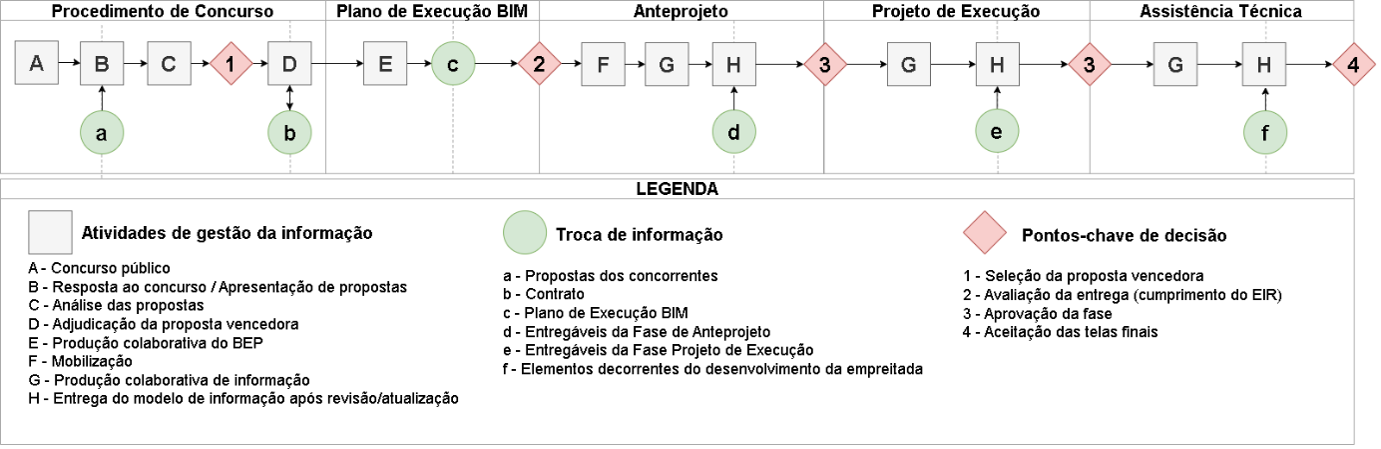 Procedimento de Concurso
Plano de Execução BIM
Anteprojeto
Projeto de Execução
Assistência Técnica
A
B
C
1
D
E
c
2
F
G
H
3
G
H
3
G
H
4
a
b
d
e
f
LEGENDA
Atividades de gestão da informação
A - Concurso público
B - Resposta ao concurso / Apresentação de propostas
C - Análise das propostas
D - Adjudicação da proposta vencedora
E - Produção colaborativa do BEP
F - Mobilização
G - Produção colaborativa de informação
H - Entrega do modelo de informação após revisão/atualização
Troca de informação
a - Propostas dos concorrentes
b - Contrato
c - Plano de Execução BIM
d - Entregáveis da Fase de Anteprojeto
e - Entregáveis da Fase Projeto de Execução
f - Elementos decorrentes do desenvolvimento da empreitada
Pontos-chave de decisão
1 - Seleção da proposta vencedora
2 - Avaliação da entrega (cumprimento do EIR)
3 - Aprovação da fase
4 - Aceitação das telas finais